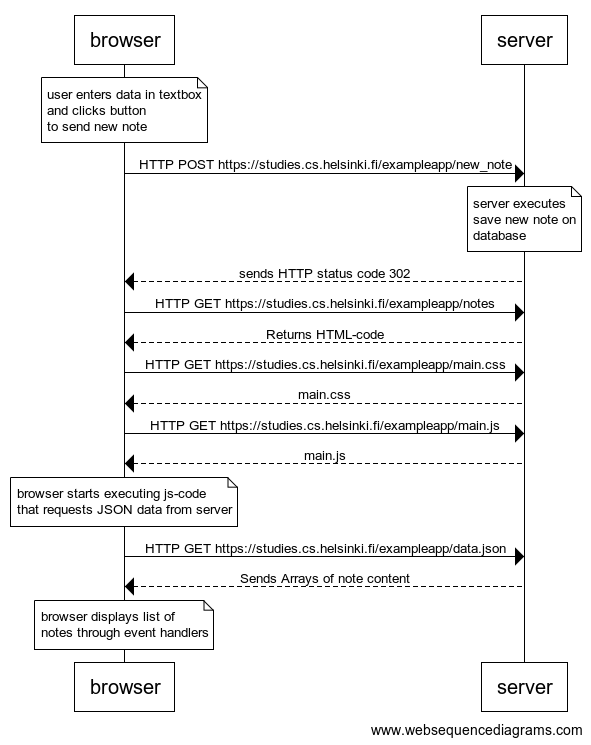 browser
server
user enters data in textbox
and clicks button
to send new note
HTTP POST https://studies.cs.helsinki.fi/exampleapp/new_note
server executes
save new note on
database
sends HTTP status code 302
HTTP GET https://studies.cs.helsinki.fi/exampleapp/notes
Returns HTML-code
HTTP GET https://studies.cs.helsinki.fi/exampleapp/main.css
main.css
HTTP GET https://studies.cs.helsinki.fi/exampleapp/main.js
main.js
browser starts executing js-code
that requests JSON data from server
HTTP GET https://studies.cs.helsinki.fi/exampleapp/data.json
Sends Arrays of note content
browser displays list of
notes through event handlers
browser
server
www.websequencediagrams.com